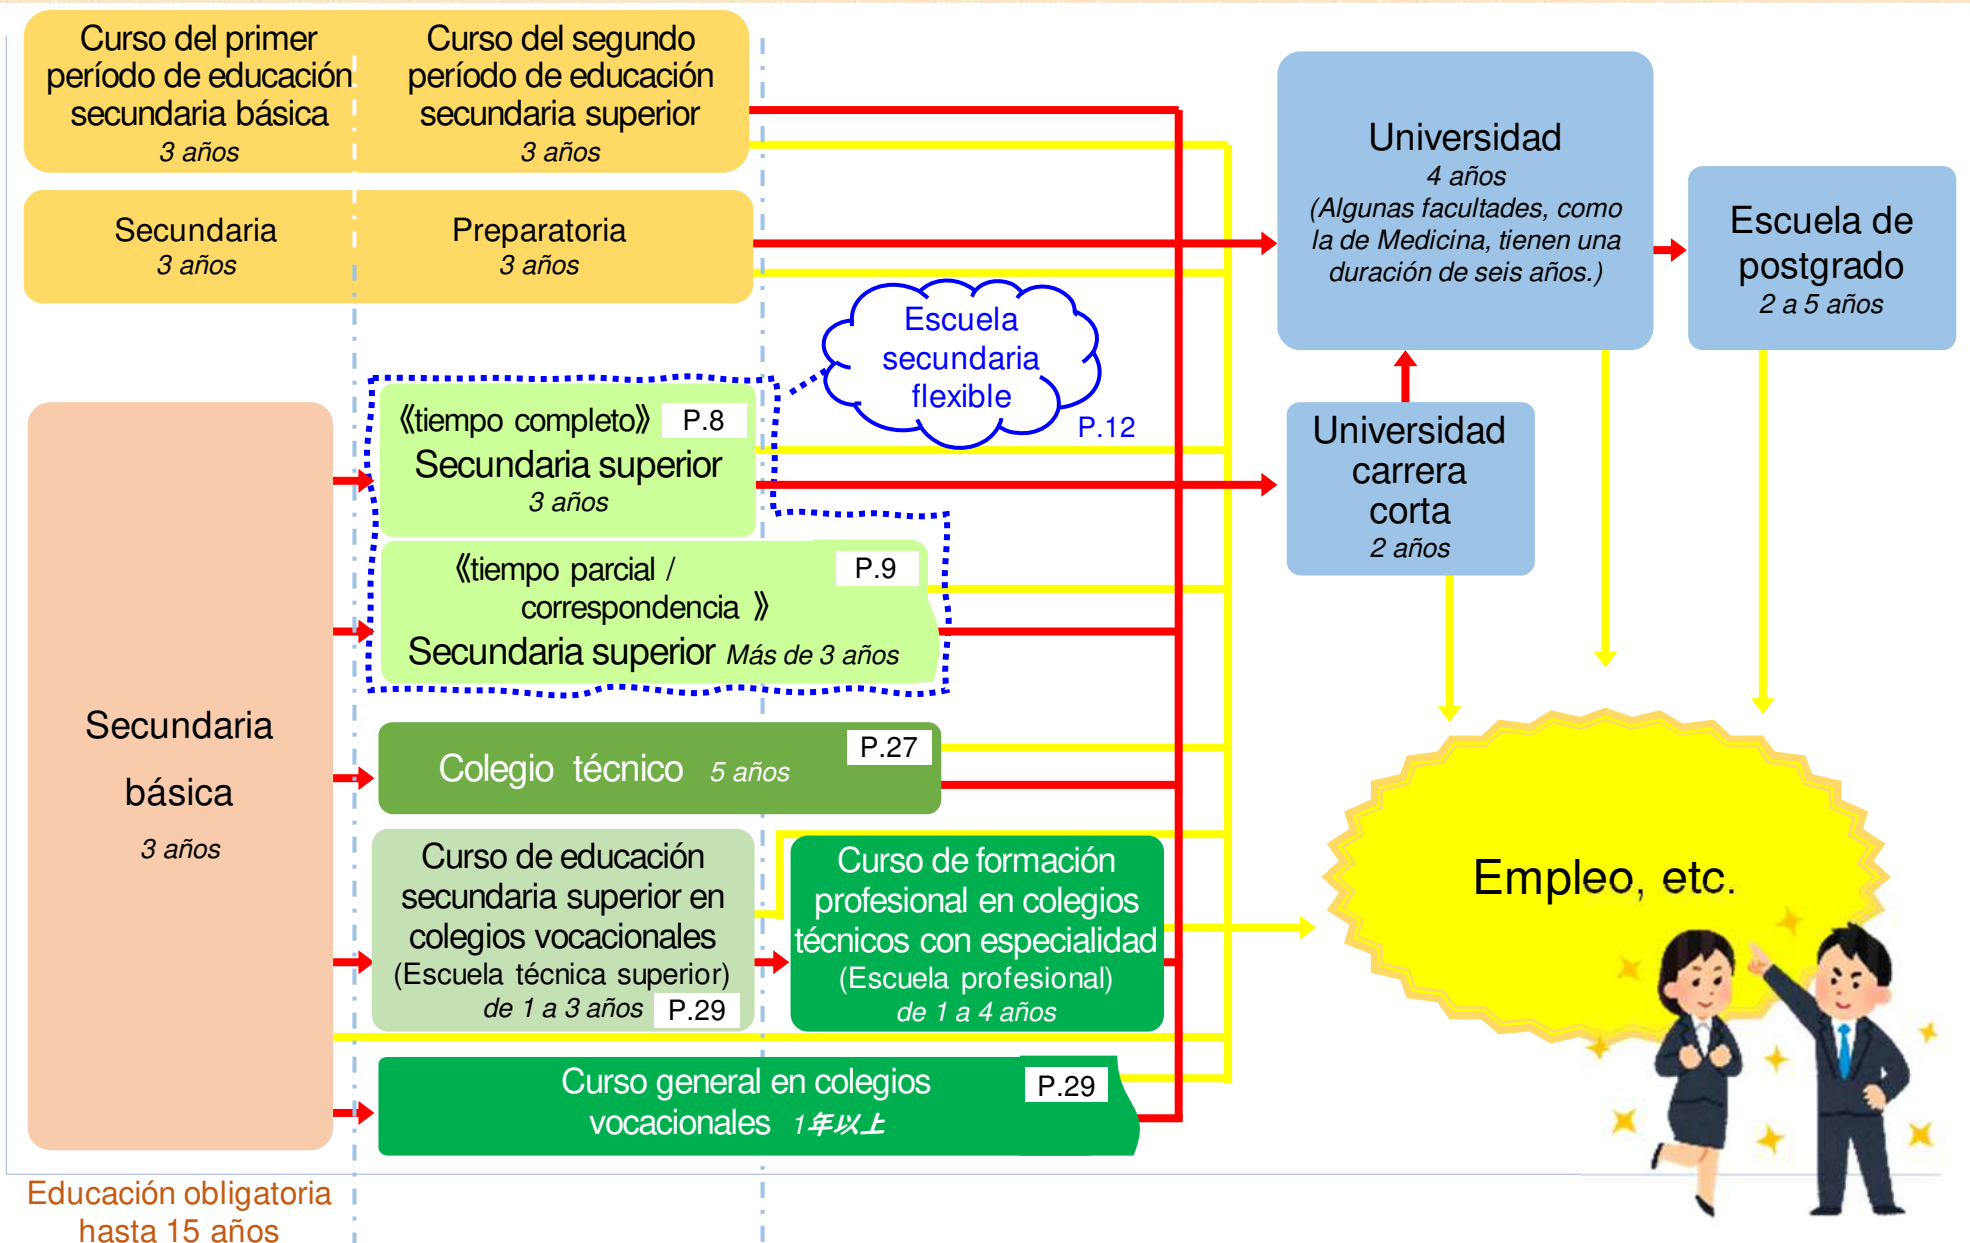 Curso del primer
período de educación
secundaria básica
3 años
Curso del segundo
período de educación
secundaria superior
3 años
Secundaria
3 años
Preparatoria
3 años
Universidad
4 años
(Algunas facultades, como
la de Medicina, tienen una
duración de seis años.)
Escuela de
postgrado
2 a 5 años
Escuela
secundaria
flexible
P.12
《tiempo completo》 P.8
Secundaria superior
3 años
Universidad
carrera
corta
2 años
《tiempo parcial / P.9
correspondencia 》
Secundaria superior Más de 3 años
Secundaria
básica
3 años
Colegio técnico 5 años P.27
Curso de educación
secundaria superior en
colegios vocacionales
(Escuela técnica superior)
de 1 a 3 años P.29
Curso de formación
profesional en colegios
técnicos con especialidad
(Escuela profesional)
de 1 a 4 años
Empleo, etc.
Curso general en colegios P.29
vocacionales 1年以上
Educación obligatoria
hasta 15 años